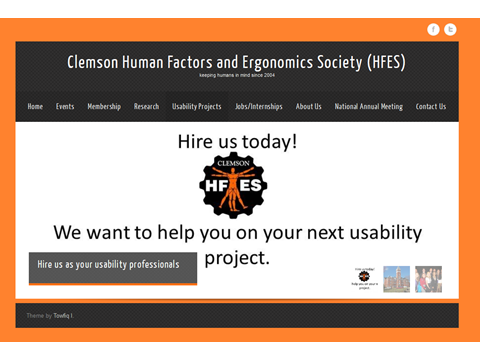 Clemson Human Factors and Ergonomics Society (HFES)
keeping humans in mind since 2004
Home Events Membership Research Usability Projects Jobs/Internships About Us National Annual Meeting Contact Us
Hire us today!
CLEMSON
HFES
We want to help you on your next usability
project.
Hire us as your usability professionals
Hire us today!
Theme by Towfiq I.